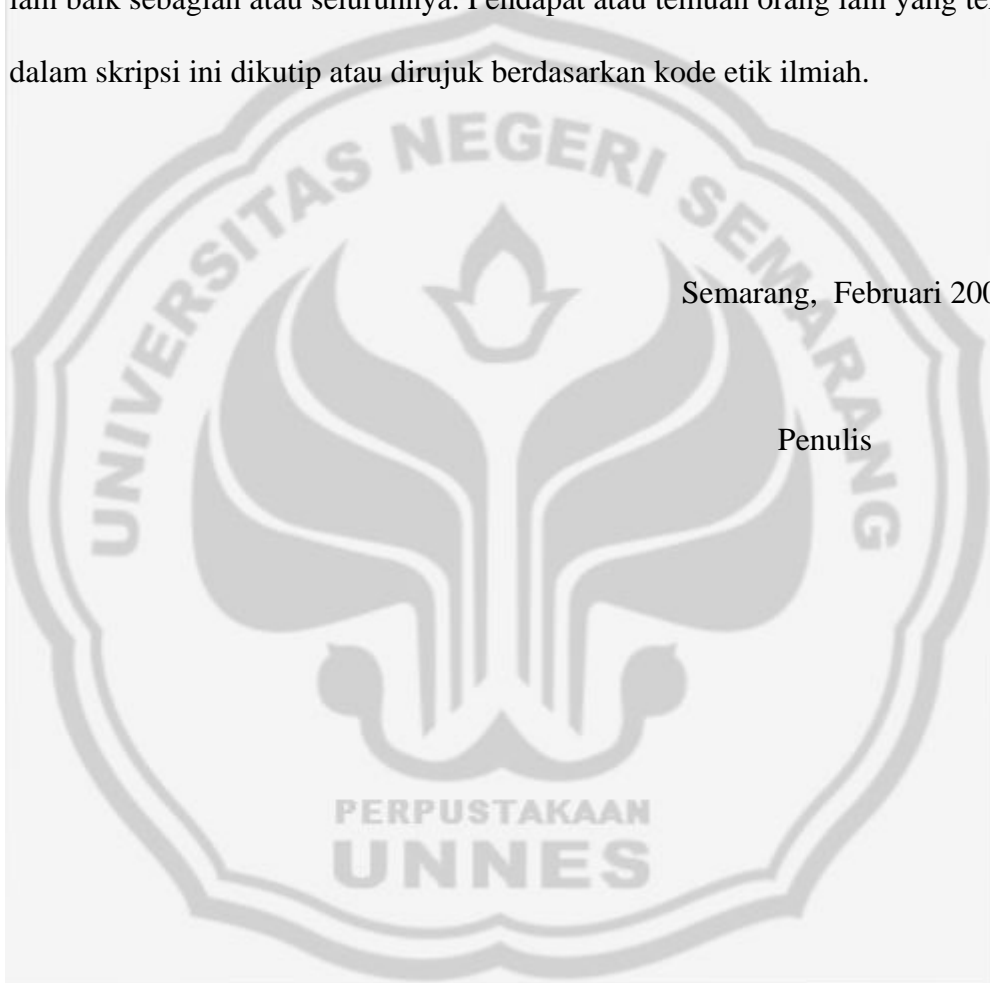 lain baik sebagian atau seluruhnya. Pendapat atau temuan orang lain yang
dalam skripsi ini dikutip atau dirujuk berdasarkan kode etik ilmiah.
UNIVERSITAS NEGERI SEMARANG
Semarang, Februari 200
Penulis
PERPUSTAKAAN
UNNES